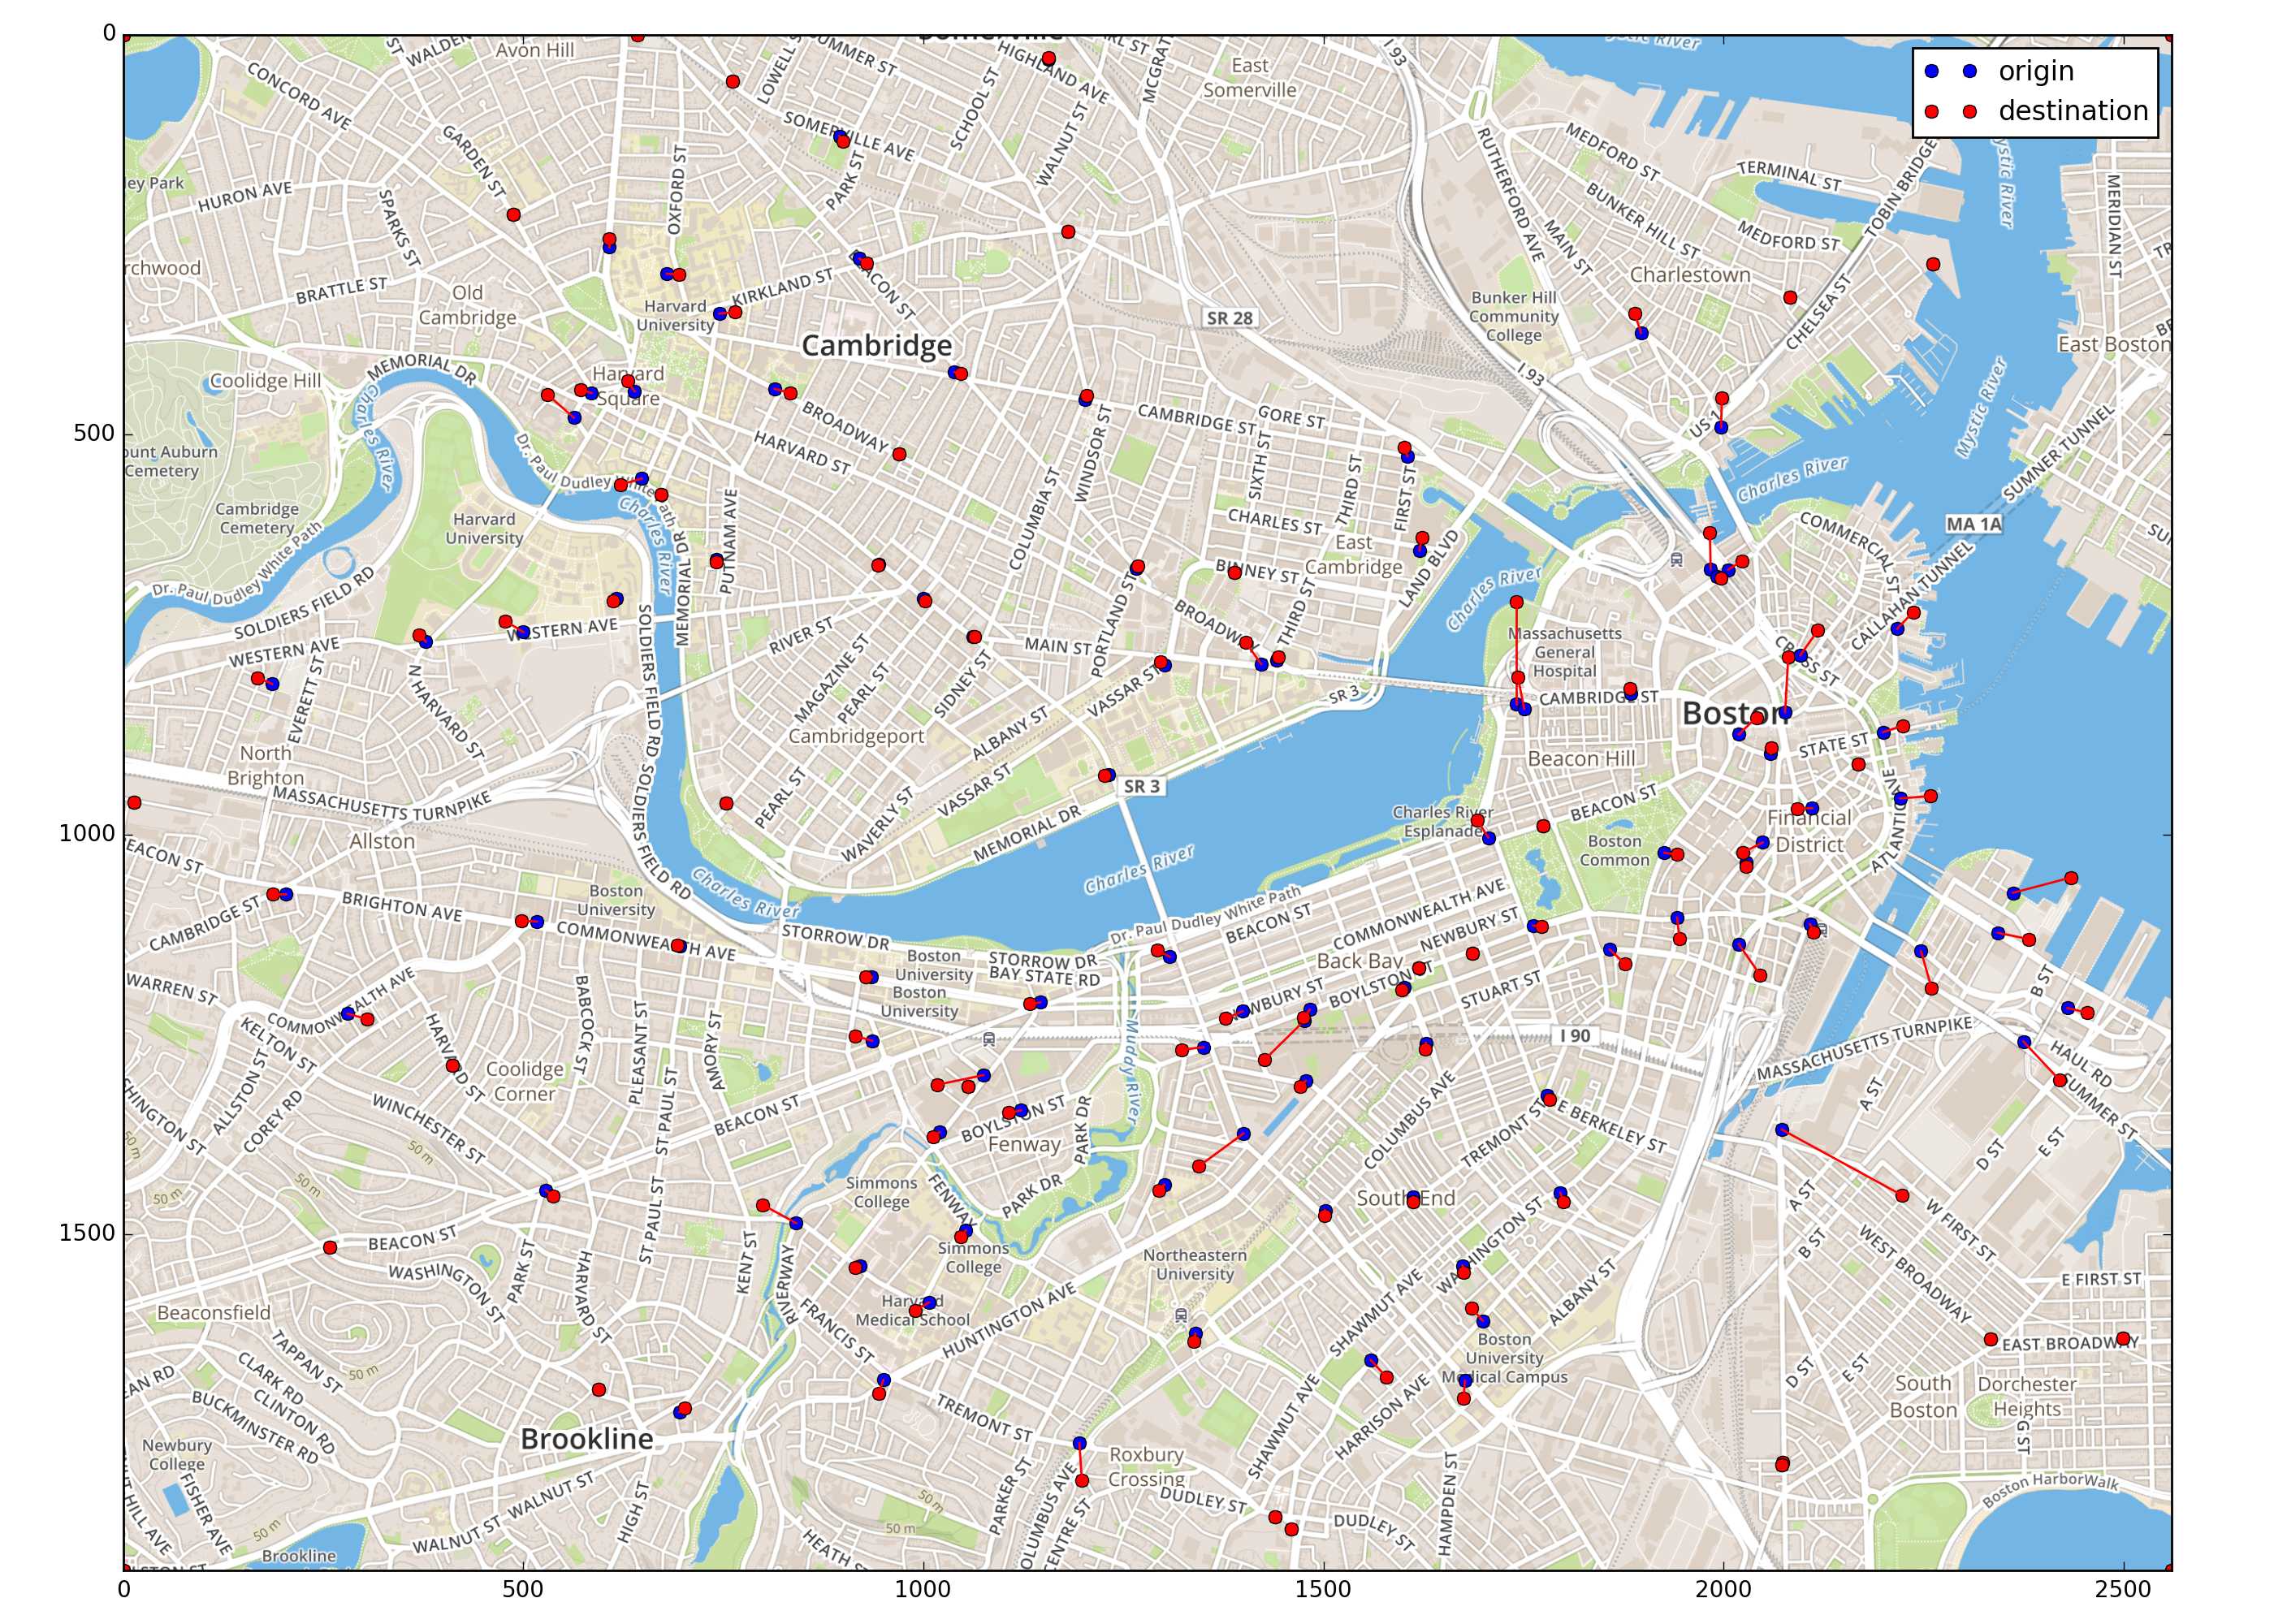 0
500
1000
1500
0
500
1000
1500
2000
2500
origin
destination
Avon Hill
CONCORD AVE
GARDEN ST
HURON AVE
SPARKS ST
BRATTLE ST
Old
Cambridge
OXFORD ST
Harvard
University
KIRKLAND ST
SOMERVILLE AVE
PARK ST
SCHOOL ST
WALNUT ST
HIGHLAND AVE
East
Somerville
I 93
RUTHERFORD AVE
MAIN ST
MEDFORD ST
BUNKER HILL ST
MEDFORD ST
TERMINAL ST
TOBIN BRIDGE
CHELSEA ST
Charlestown
Bunker Hill
Community
College
MERIDIAN ST
East Boston
Mystic River
SUMNER TUNNEL
MA 1A
CALLAHAN TUNNEL
Charles River
COMMERCIAL ST
I 93
SR 28
Cambridge
BEACON ST
Coolidge Hill
MEMORIAL DR
Harvard
Square
BROADWAY
HARVARD ST
CAMBRIDGE ST
GORE ST
SIXTH ST
THIRD ST
FIRST ST
WINDSOR ST
COLUMBIA ST
CHARLES ST
East
Cambridge
BINNEY ST
LAND BLVD
Cambridge
Cemetery
Charles River
Harvard
University
Dr. Paul Dudley White Path
Dr. Paul Dudley White Path
Charles River
SOLDIERS FIELD RD
WESTERN AVE
WESTERN AVE
MEMORIAL DR
PUTNAM AVE
RIVER ST
MAGAZINE ST
PEARL ST
SIDNEY ST
MAIN ST
PORTLAND ST
BROADWAY
THIRD ST
Charles River
Massachusetts
General
Hospital
CAMBRIDGE ST
CROSS ST
Boston
STATE ST
Beacon Hill
BEACON ST
Financial
District
ATLANTIC AVE
Boston
Common
Charles River
Esplanade
SR 3
SR 3
VASSAR ST
ALBANY ST
VASSAR ST
Cambridgeport
PEARL ST
WAVERLY ST
MEMORIAL DR
EVERETT ST
N HARVARD ST
North
Brighton
SOLDIERS FIELD RD
SOLDIERS FIELD RD
MASSACHUSETTS TURNPIKE
Allston
Boston
University
BRIGHTON AVE
CAMBRIDGE ST
COMMONWEALTH AVE
Charles River
Charles River
STORROW DR
STORROW DR
BAY STATE RD
Boston
University
Boston
University
Dr. Paul Dudley White Path
BEACON ST
COMMONWEALTH AVE
NEWBURY ST
Back Bay
BOYLSTON ST
STUART ST
I 90
MASSACHUSETTS TURNPIKE
B ST
HAUL RD
SUMMER ST
A ST
D ST
E ST
WARREN ST
COMMONWEALTH AVE
KELTON ST
ALLSTON ST
COREY RD
HARVARD ST
WINCHESTER ST
Coolidge
Corner
BABCOCK ST
PLEASANT ST
ST PAUL ST
AMORY ST
BEACON ST
Muddy River
BOYLSTON ST
Fenway
PARK DR
PARK DR
FENWAY
Simmons
College
Simmons
College
COLUMBUS AVE
TREMONT ST
E BERKELEY ST
South End
WASHINGTON ST
SHAWMUT AVE
ALBANY ST
Northeastern
University
A ST
B ST
W FIRST ST
WEST BROADWAY
E FIRST ST
EAST BROADWAY
50 m
50 m
50 m
50 m
BEACON ST
WASHINGTON ST
PARK ST
HARVARD ST
ST PAUL ST
KENT ST
RIVERWAY
FRANCIS ST
Harvard
Medical School
HUNTINGTON AVE
Beaconsfield
TAPPAN ST
CLARK RD
CLINTON RD
BUCKMINSTER RD
50 m
Brookline
Newbury
College
FISHER AVE
50 m
WALNUT ST
WALNUT ST
HIGH ST
Brookline
TREMONT ST
PARKER ST
50 m
50 m
HEATH ST
Roxbury
Crossing
DUDLEY ST
DUDLEY ST
SHAWMUT AVE
HARRISON AVE
HAMPDEN ST
Boston
University
Medical Campus
D ST
E ST
South
Boston
Dorchester
Heights
G ST
Boston HarborWalk